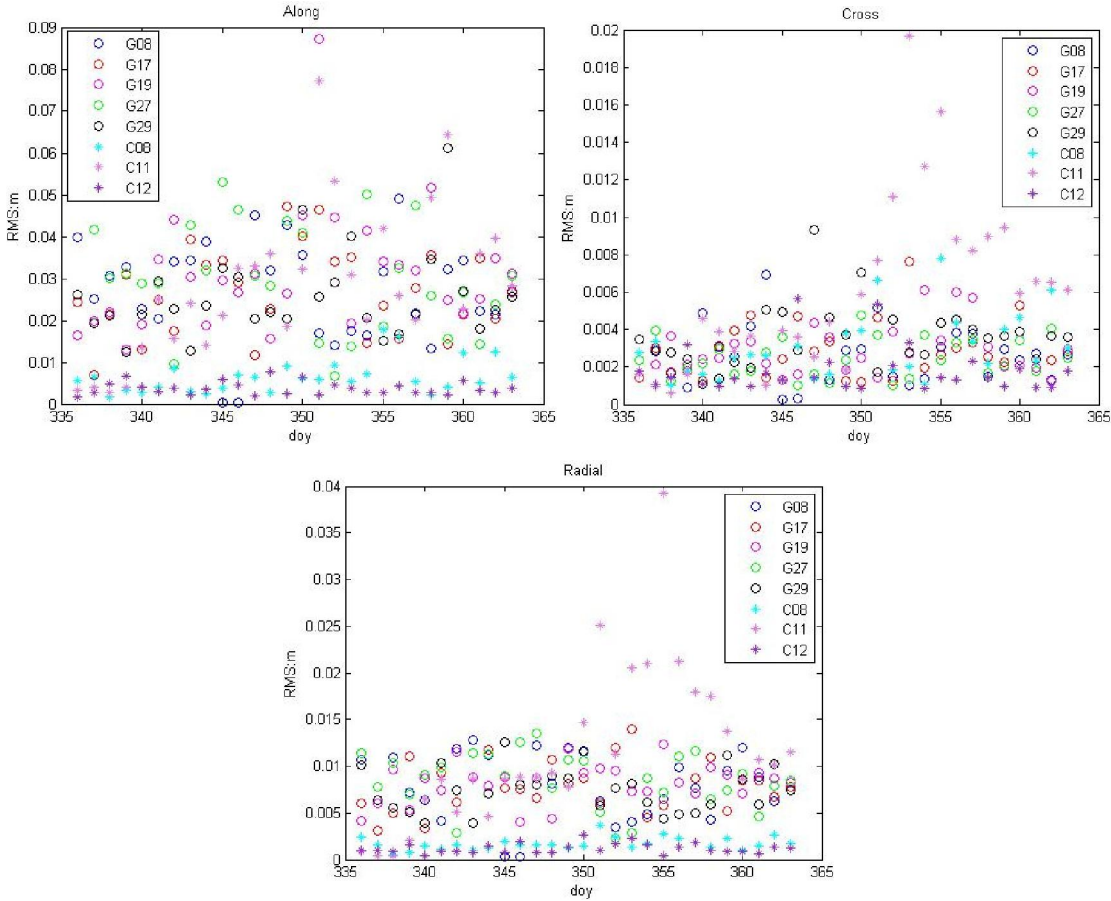 Along
0.09
0.08
0.07
0.06
0.05
0.04
0.03
0.02
0.01
0
RMS:m
G08
G17
G19
G27
G29
C08
C11
C12
335 340 345 350 355 360 365
doy
Cross
0.02
0.018
0.016
0.014
0.012
0.01
0.008
0.006
0.004
0.002
0
RMS:m
G08
G17
G19
G27
G29
C08
C11
C12
335 340 345 350 355 360 365
doy
Radial
0.04
0.035
0.03
0.025
0.02
0.015
0.01
0.005
0
RMS:m
G08
G17
G19
G27
G29
C08
C11
C12
335 340 345 350 355 360 365
doy